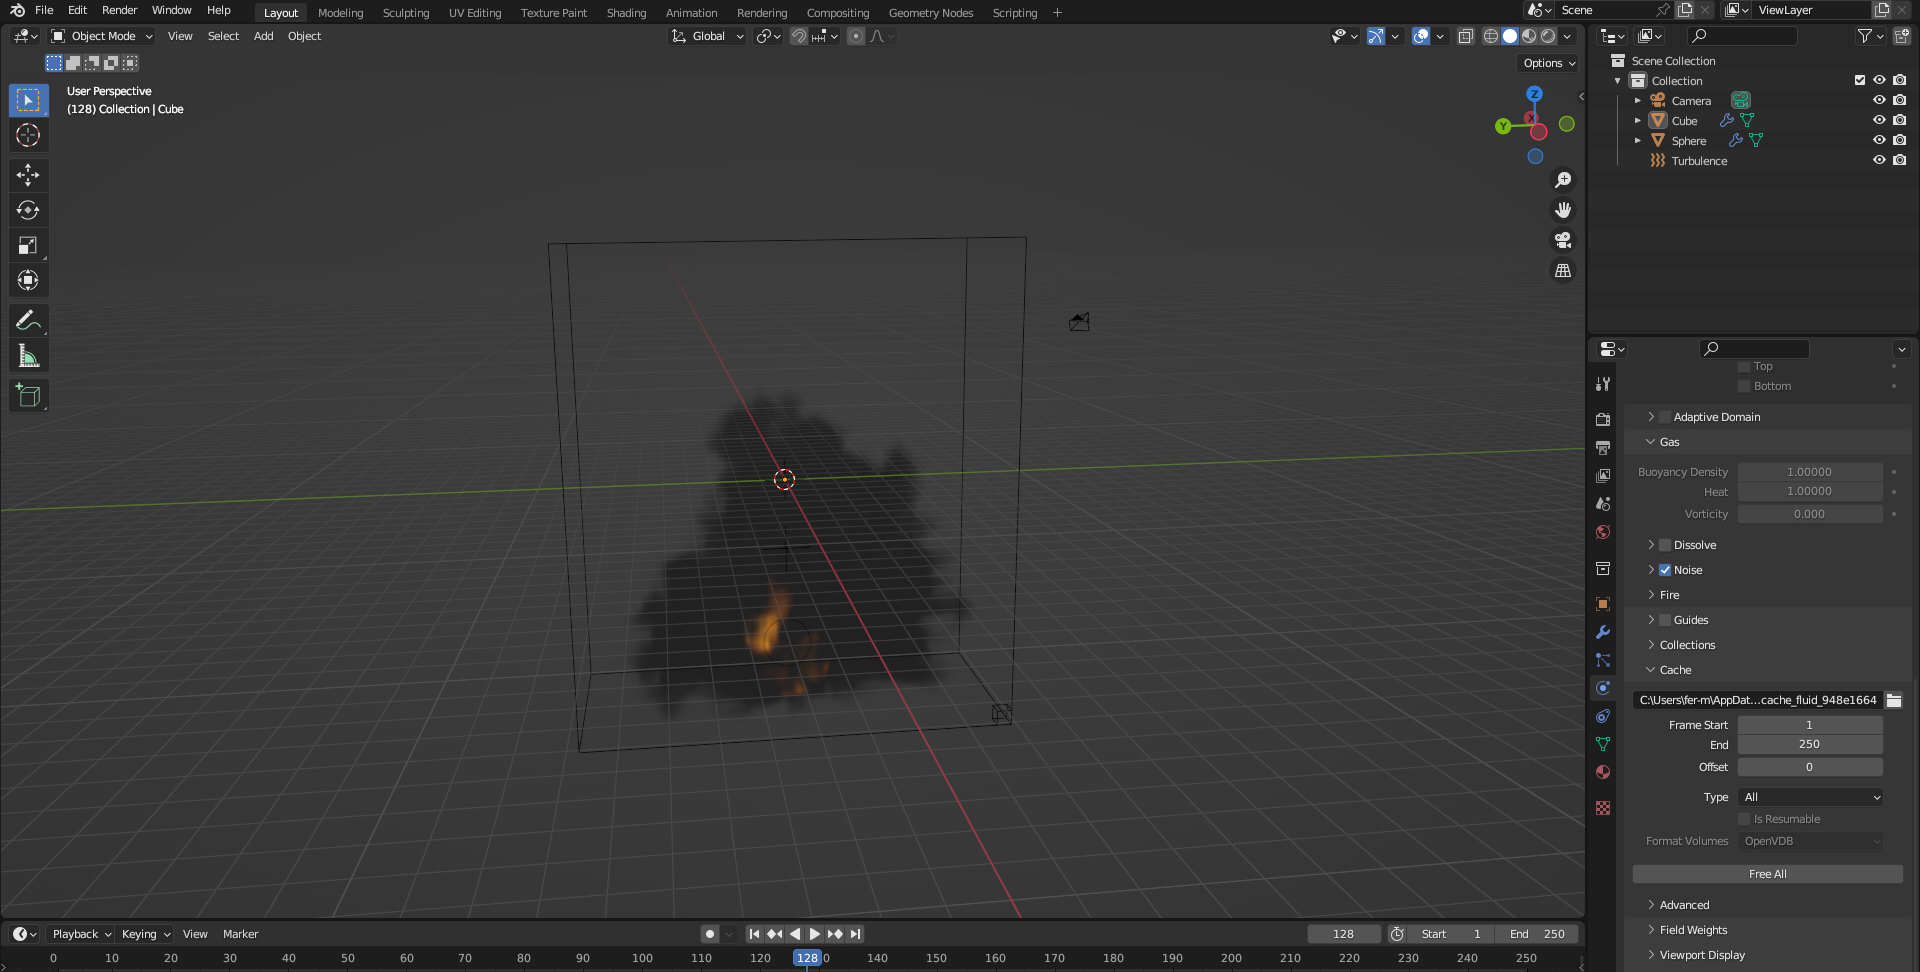 File Edit Render Window Help Layout Modeling Sculpting UV Editing Texture Paint Shading Animation Rendering Compositing Geometry Nodes Scripting + Scene ViewLayer
Object Mode View Select Add Object Global
Options
User Perspective
(128) Collection | Cube
Z
Y
X
Scene Collection
Collection
Camera
Cube
Sphere
Turbulence
Top
Bottom
Adaptive Domain
Gas
Buoyancy Density 1.00000
Heat 1.00000
Vorticity 0.000
Dissolve
Noise
Fire
Guides
Collections
Cache
C:\Users\fer-m\AppDat...cache_fluid_948e1664
Frame Start 1
End 250
Offset 0
Type All
Is Resumable
Format Volumes OpenVDB
Free All
Advanced
Field Weights
Viewport Display
Playback Keying View Marker 128 Start 1 End 250
0 10 20 30 40 50 60 70 80 90 100 110 120 128 0 140 150 160 170 180 190 200 210 220 230 240 250